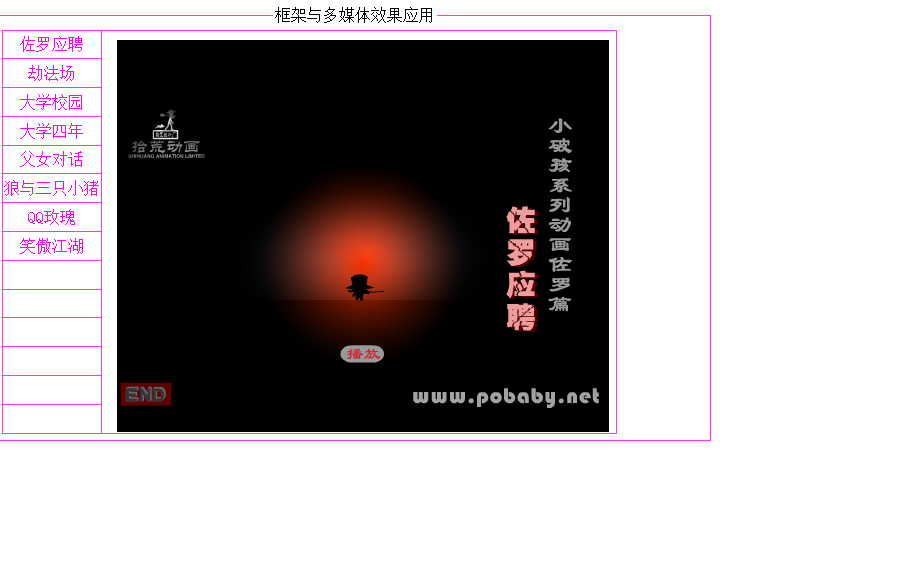 框架与多媒体效果应用
佐罗应聘
劫法场
大学校园
大学四年
父女对话
狼与三只小猪
QQ玫瑰
笑傲江湖
拾荒动画
SHIHUANG ANIMATION LIMITED
小破孩系列动画佐罗篇
佐罗应聘
播放
END
www.pobaby.net